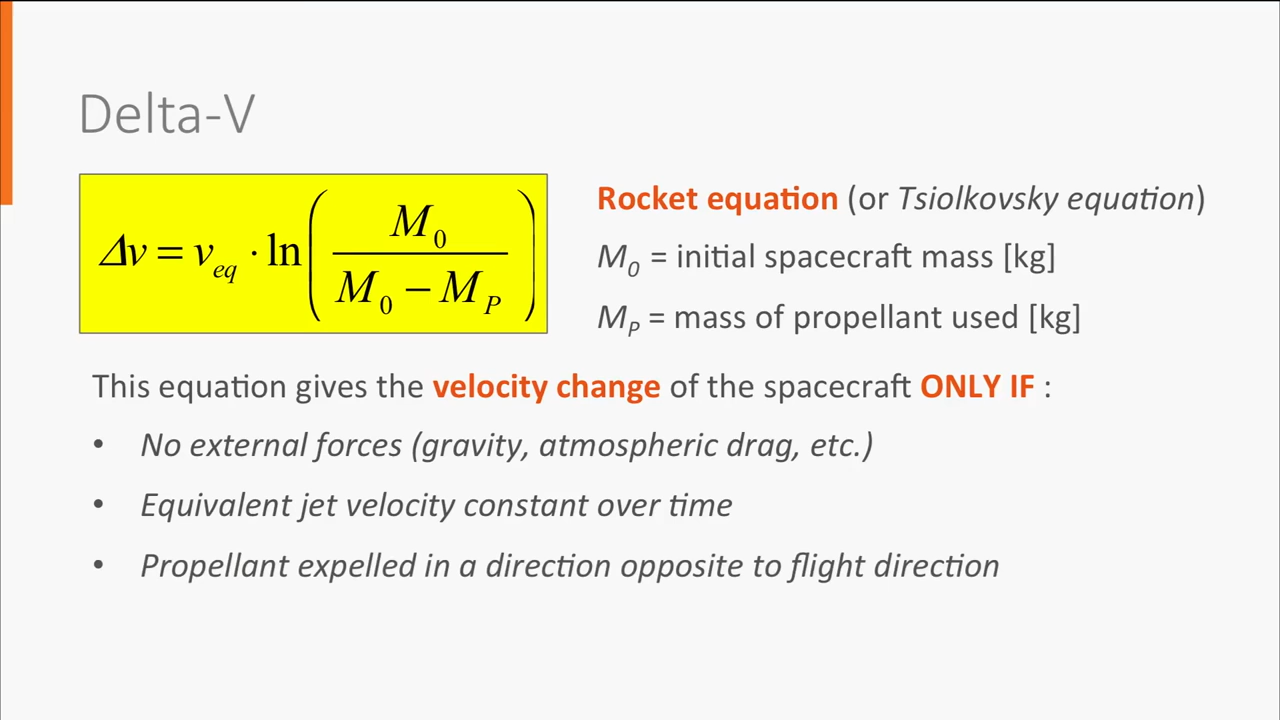 Delta-V
Δv = v_eq · ln( M_0 / (M_0 − M_P) )
Rocket equation (or Tsiolkovsky equation)
M_0 = initial spacecraft mass [kg]
M_P = mass of propellant used [kg]
This equation gives the velocity change of the spacecraft ONLY IF :
• No external forces (gravity, atmospheric drag, etc.)
• Equivalent jet velocity constant over time
• Propellant expelled in a direction opposite to flight direction